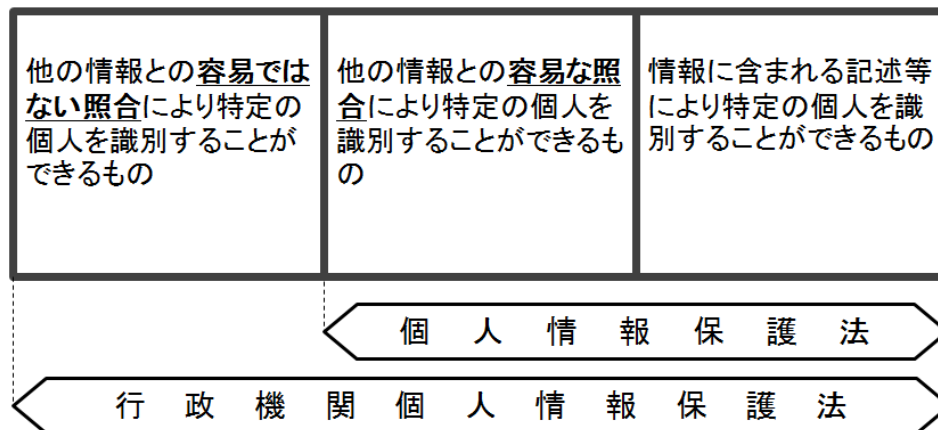 他の情報との容易では
ない照合により特定の
個人を識別することが
できるもの
他の情報との容易な照
合により特定の個人を
識別することができるも
の
情報に含まれる記述等
により特定の個人を識
別することができるもの
個人情報保護法
行政機関個人情報保護法